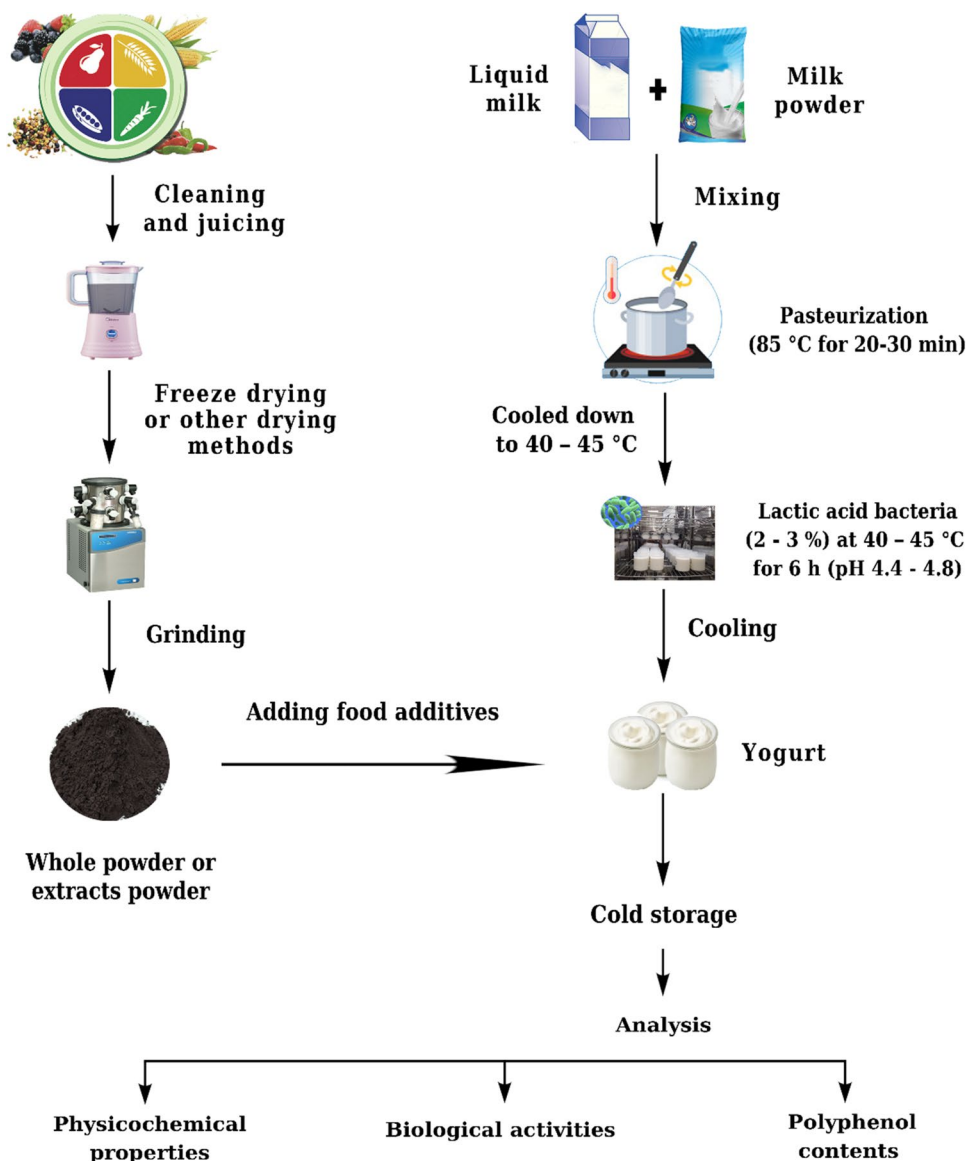 Liquid
milk
Milk
powder
Cleaning
and juicing
Mixing
Pasteurization
(85 °C for 20-30 min)
Freeze drying
or other drying
methods
Cooled down
to 40 – 45 °C
Lactic acid bacteria
(2 - 3 %) at 40 – 45 °C
for 6 h (pH 4.4 - 4.8)
Grinding
Cooling
Adding food additives
Yogurt
Whole powder or
extracts powder
Cold storage
Analysis
Physicochemical
properties
Biological activities
Polyphenol
contents